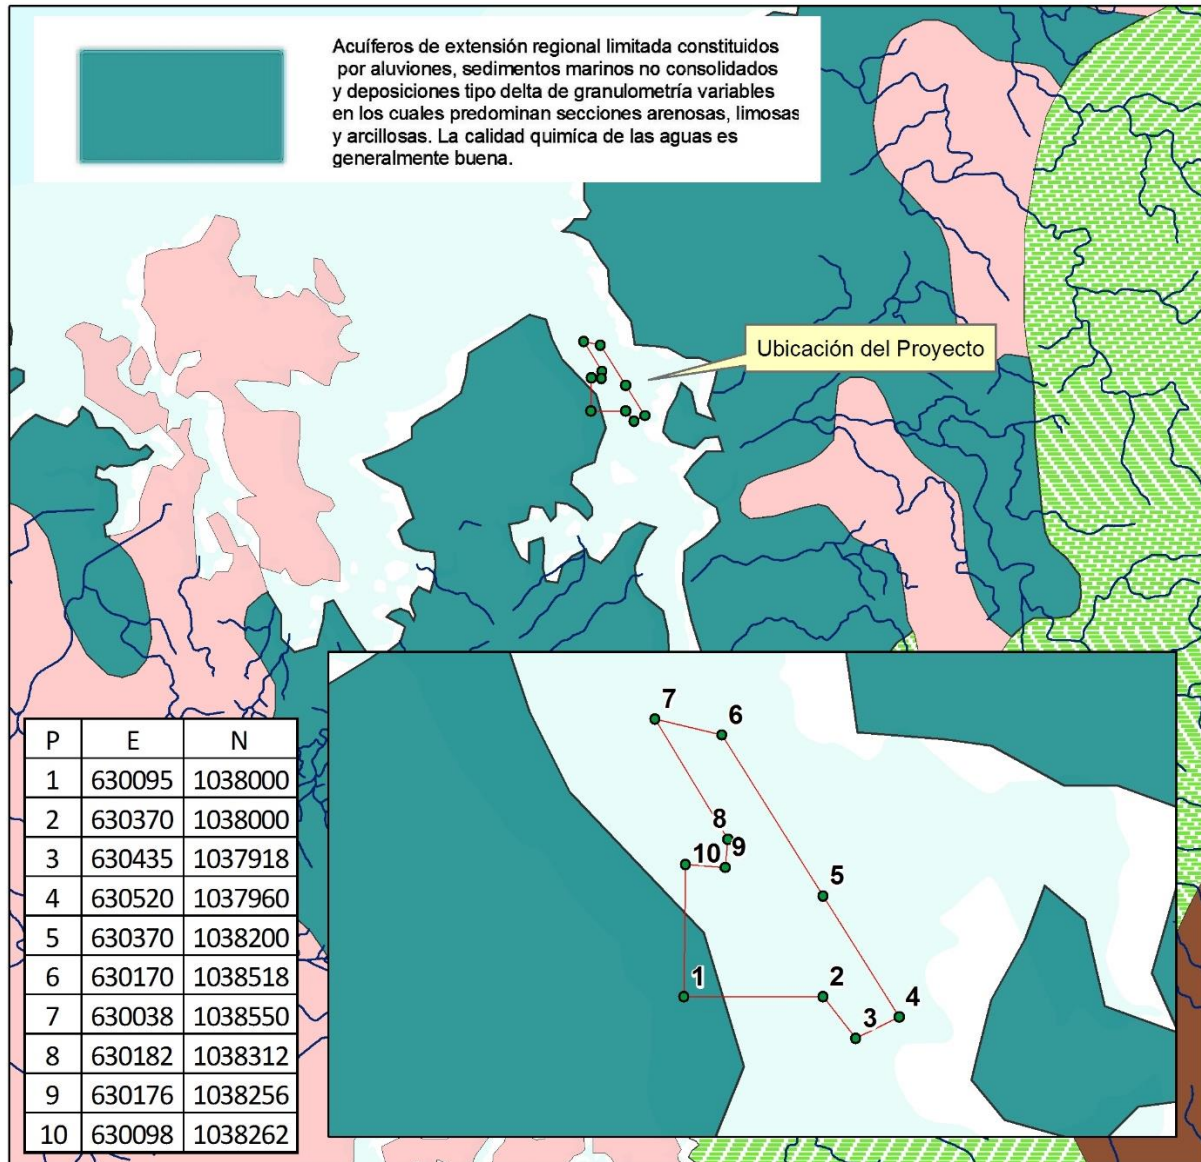 Acuíferos de extensión regional limitada constituidos
por aluviones, sedimentos marinos no consolidados
y deposiciones tipo delta de granulometría variables
en los cuales predominan secciones arenosas, limosas
y arcillosas. La calidad quimíca de las aguas es
generalmente buena.
Ubicación del Proyecto
P E N
1 630095 1038000
2 630370 1038000
3 630435 1037918
4 630520 1037960
5 630370 1038200
6 630170 1038518
7 630038 1038550
8 630182 1038312
9 630176 1038256
10 630098 1038262
7
6
8
10
9
5
1
2
3
4